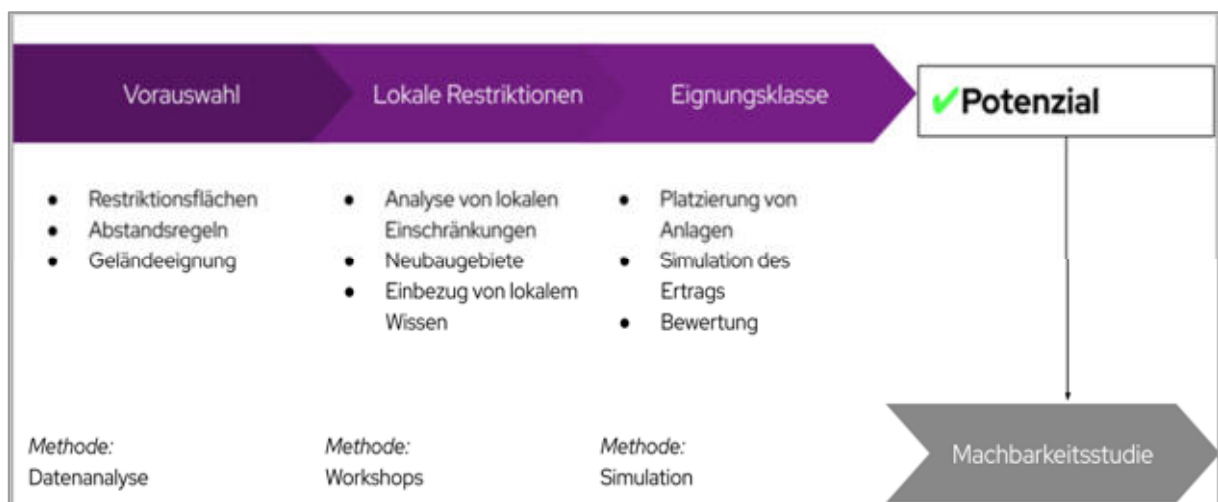 Vorauswahl
Lokale Restriktionen
Eignungsklasse
✔Potenzial
● Restriktionsflächen
● Abstandsregeln
● Geländeeignung
● Analyse von lokalen
Einschränkungen
● Neubaugebiete
● Einbezug von lokalem
Wissen
● Platzierung von
Anlagen
● Simulation des
Ertrags
● Bewertung
Methode:
Datenanalyse
Methode:
Workshops
Methode:
Simulation
Machbarkeitsstudie